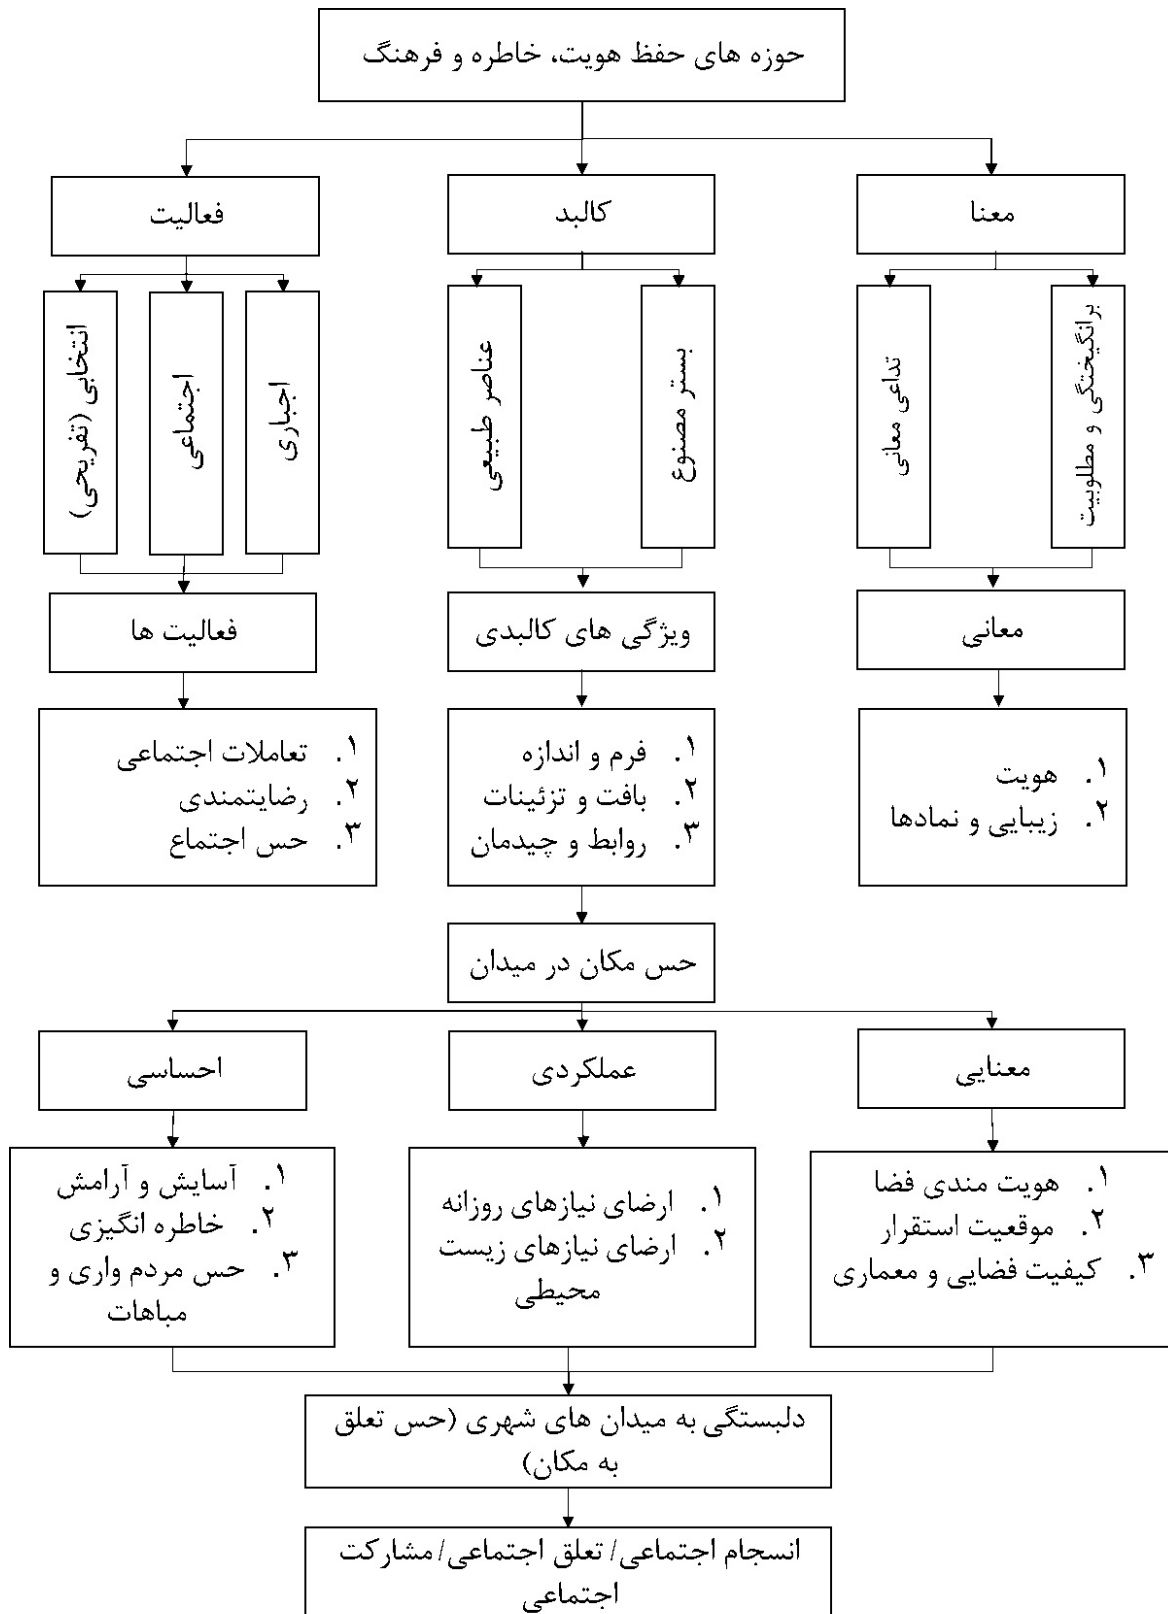 حوزه های حفظ هویت، خاطره و فرهنگ
معنا
کالبد
فعالیت
برانگیختگی و مطلوبیت
تداعی معانی
بستر مصنوع
عناصر طبیعی
اجباری
اجتماعی
انتخابی (تفریحی)
معانی
ویژگی های کالبدی
فعالیت ها
۱. هویت
۲. زیبایی و نمادها
۱. فرم و اندازه
۲. بافت و تزئینات
۳. روابط و چیدمان
۱. تعاملات اجتماعی
۲. رضایتمندی
۳. حس اجتماع
حس مکان در میدان
معنایی
عملکردی
احساسی
۱. هویت مندی فضا
۲. موقعیت استقرار
۳. کیفیت فضایی و معماری
۱. ارضای نیازهای روزانه
۲. ارضای نیازهای زیست
محیطی
۱. آسایش و آرامش
۲. خاطره انگیزی
۳. حس مردم واری و
مباهات
دلبستگی به میدان های شهری (حس تعلق
به مکان)
انسجام اجتماعی/ تعلق اجتماعی/ مشارکت
اجتماعی